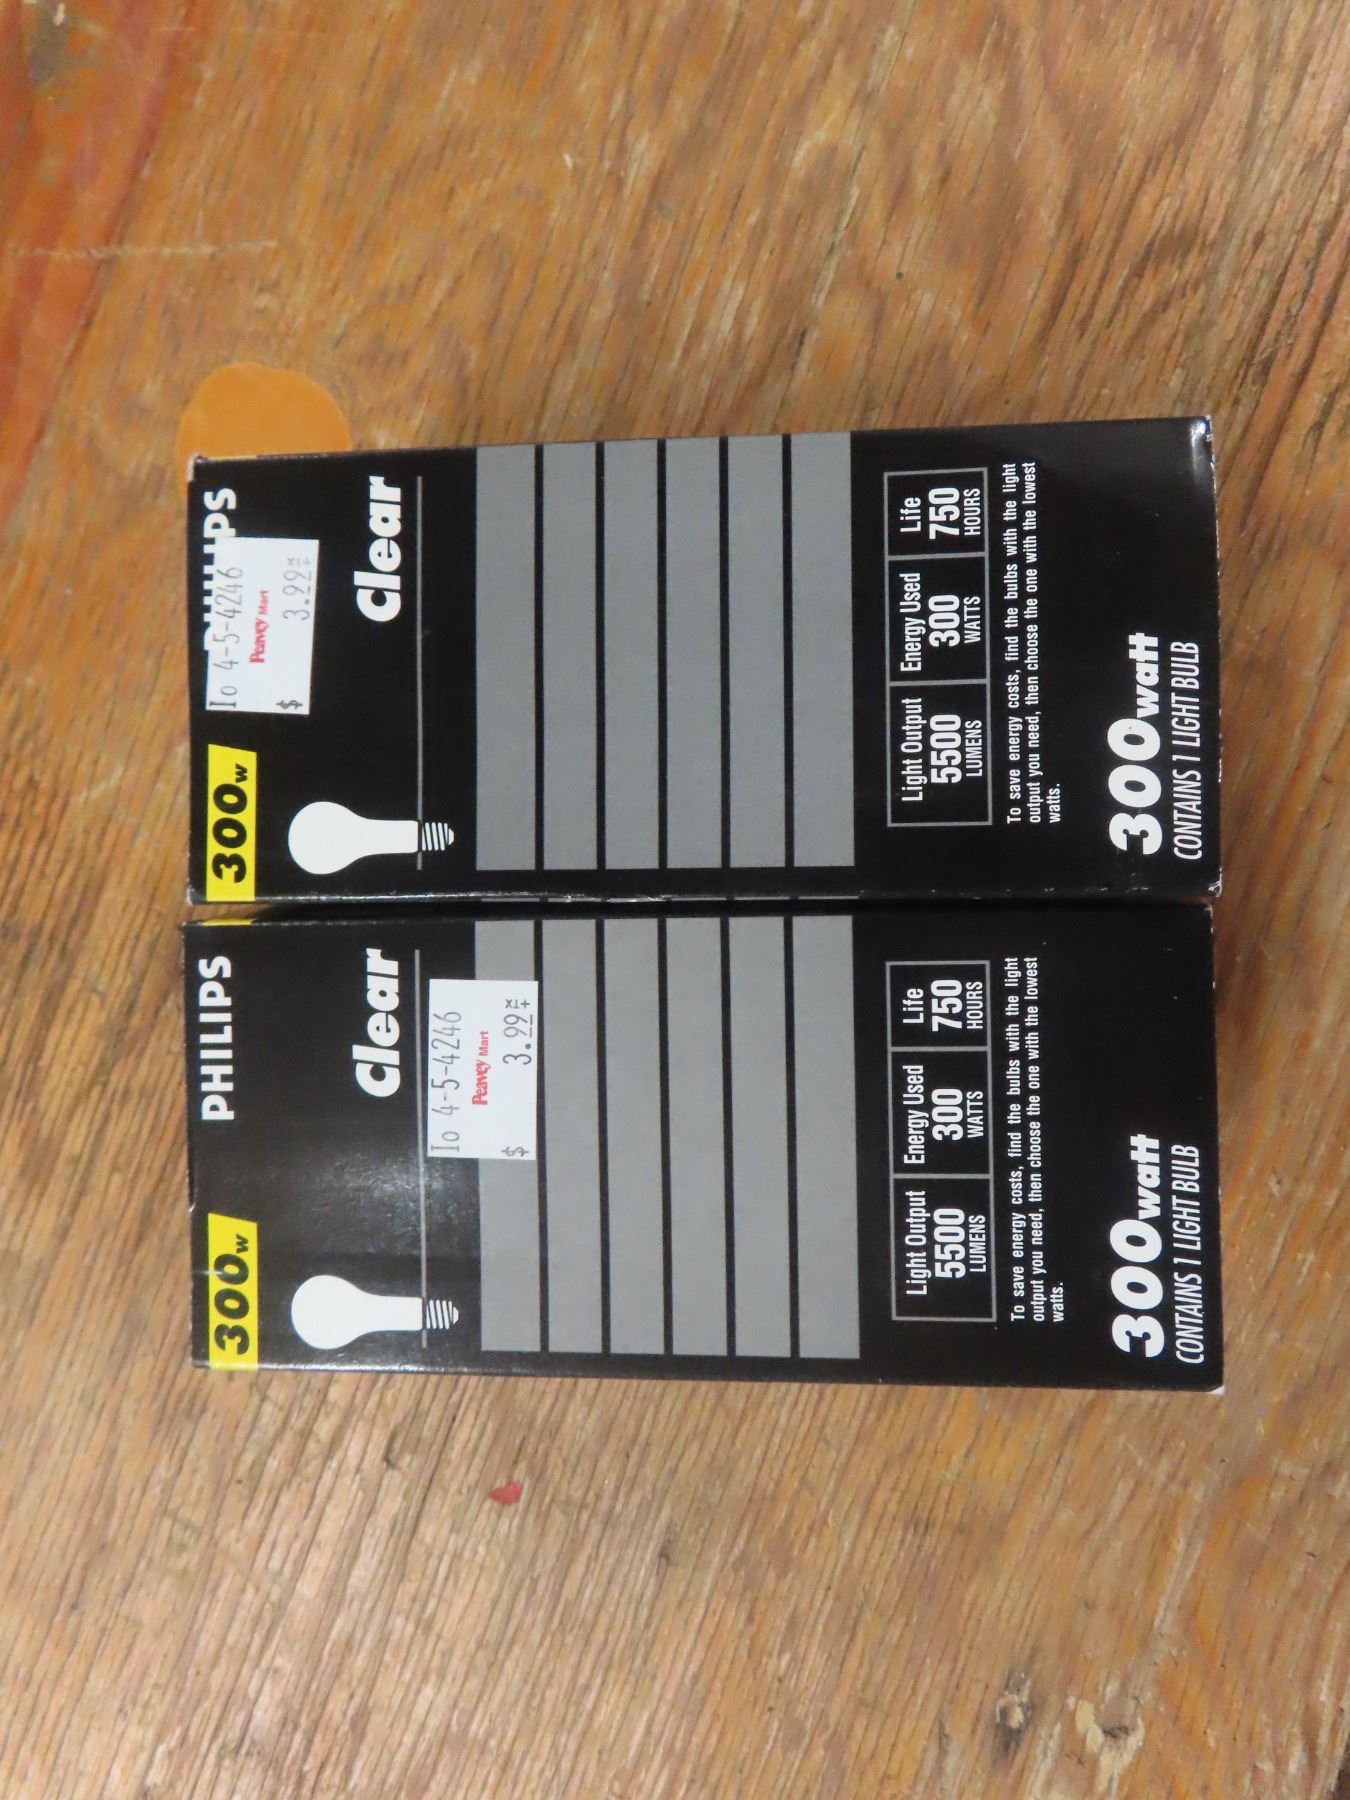 300w
PHILIPS
Io 4-5-4246
Peavey Mart
$ 3.99
Clear
Light Output
5500
LUMENS
Energy Used
300
WATTS
Life
750
HOURS
To save energy costs, find the bulbs with the light
output you need, then choose the one with the lowest
watts.
300watt
CONTAINS 1 LIGHT BULB
300w
PHILIPS
Clear
Io 4-5-4246
Peavey Mart
$ 3.99
Light Output
5500
LUMENS
Energy Used
300
WATTS
Life
750
HOURS
To save energy costs, find the bulbs with the light
output you need, then choose the one with the lowest
watts.
300watt
CONTAINS 1 LIGHT BULB